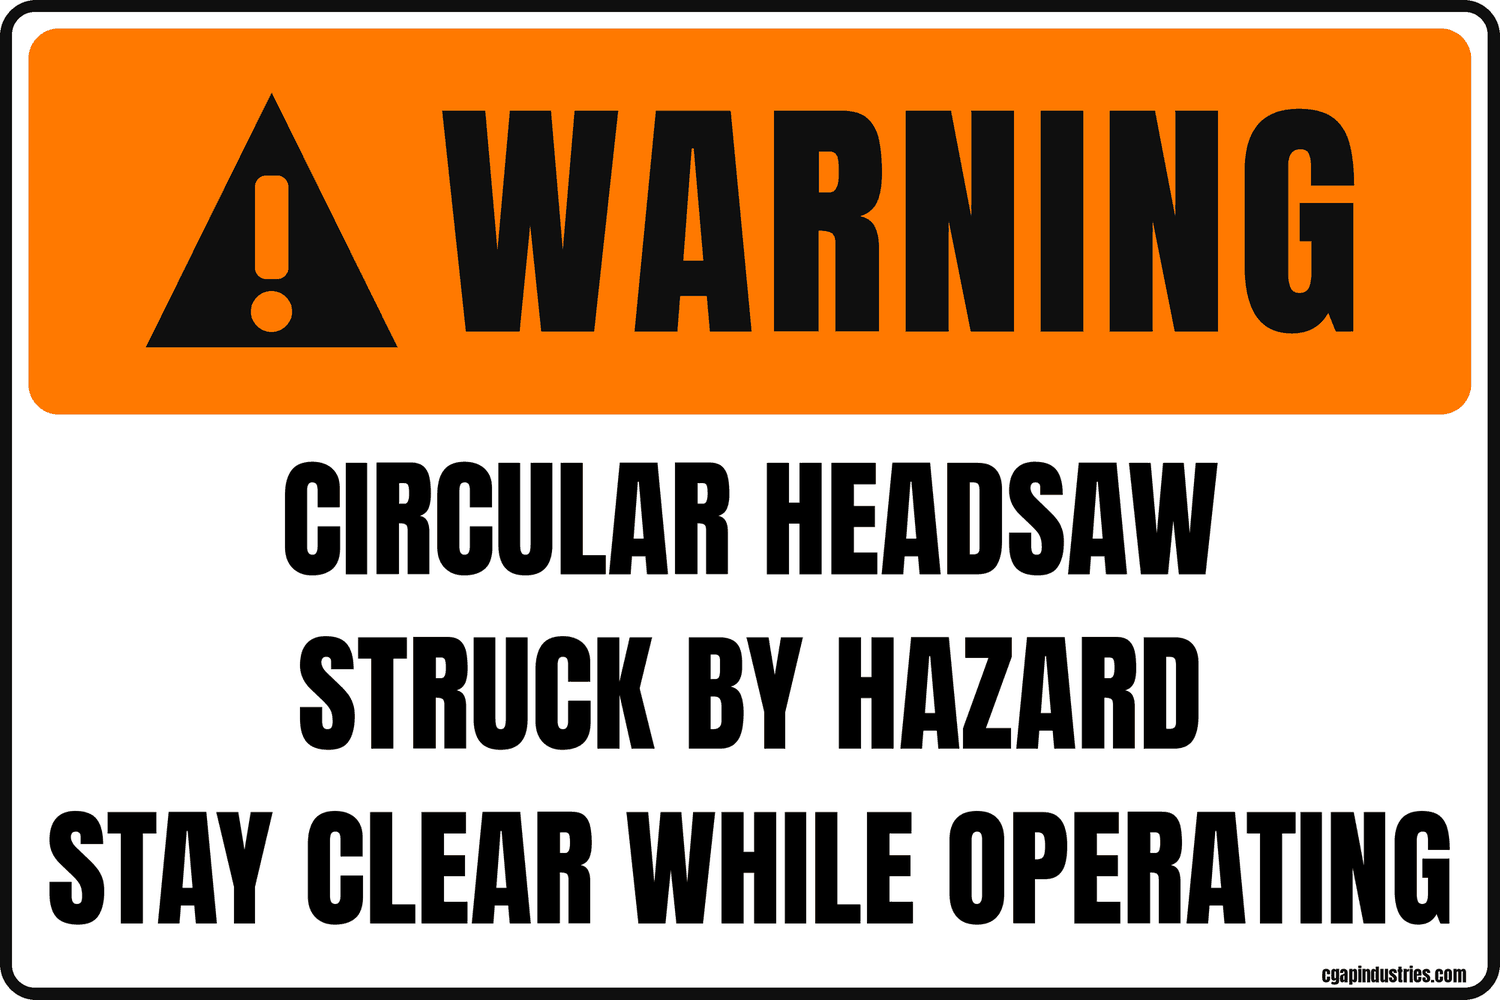 WARNING
CIRCULAR HEADSAW
STRUCK BY HAZARD
STAY CLEAR WHILE OPERATING
cgapindustries.com